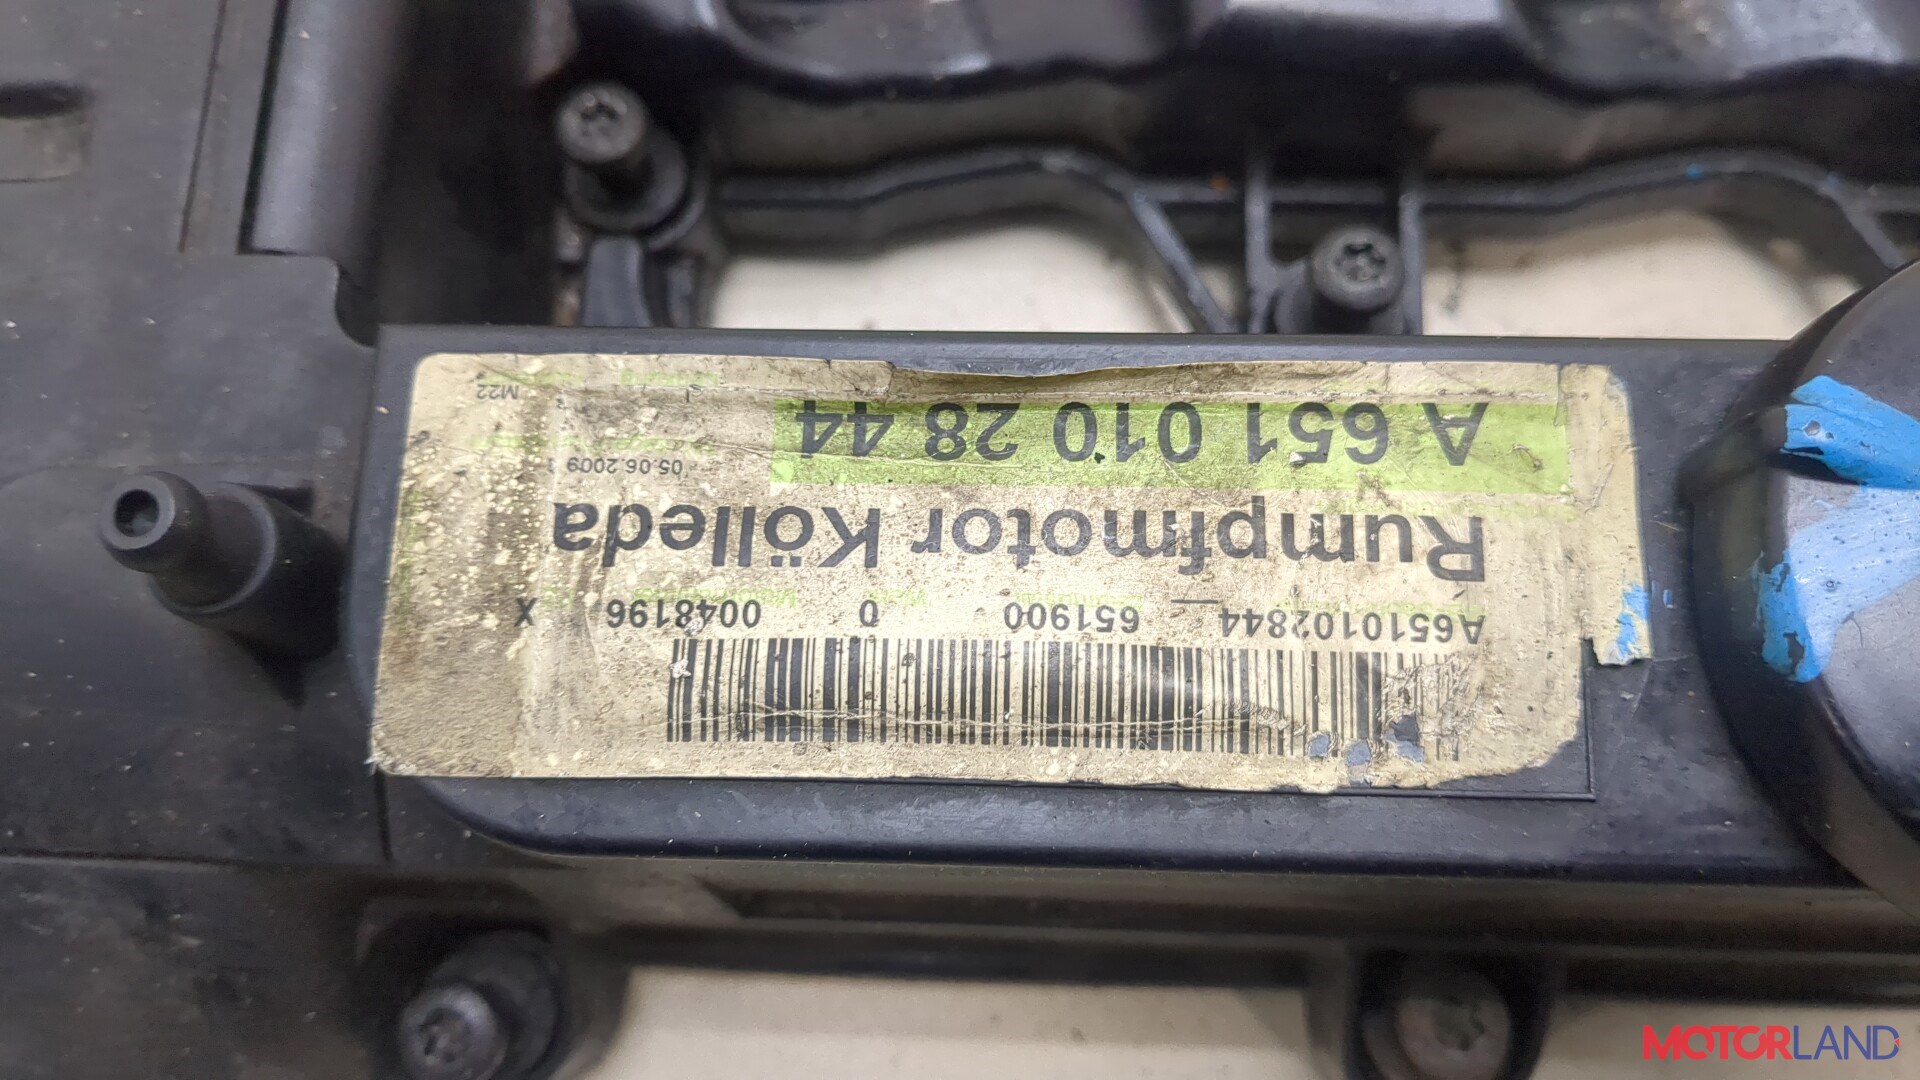 A6510102844 651900 0 0048196 X
Rumpfmotor Kölleda
A 651 010 28 44
05.06.2009
M22
MOTORLAND